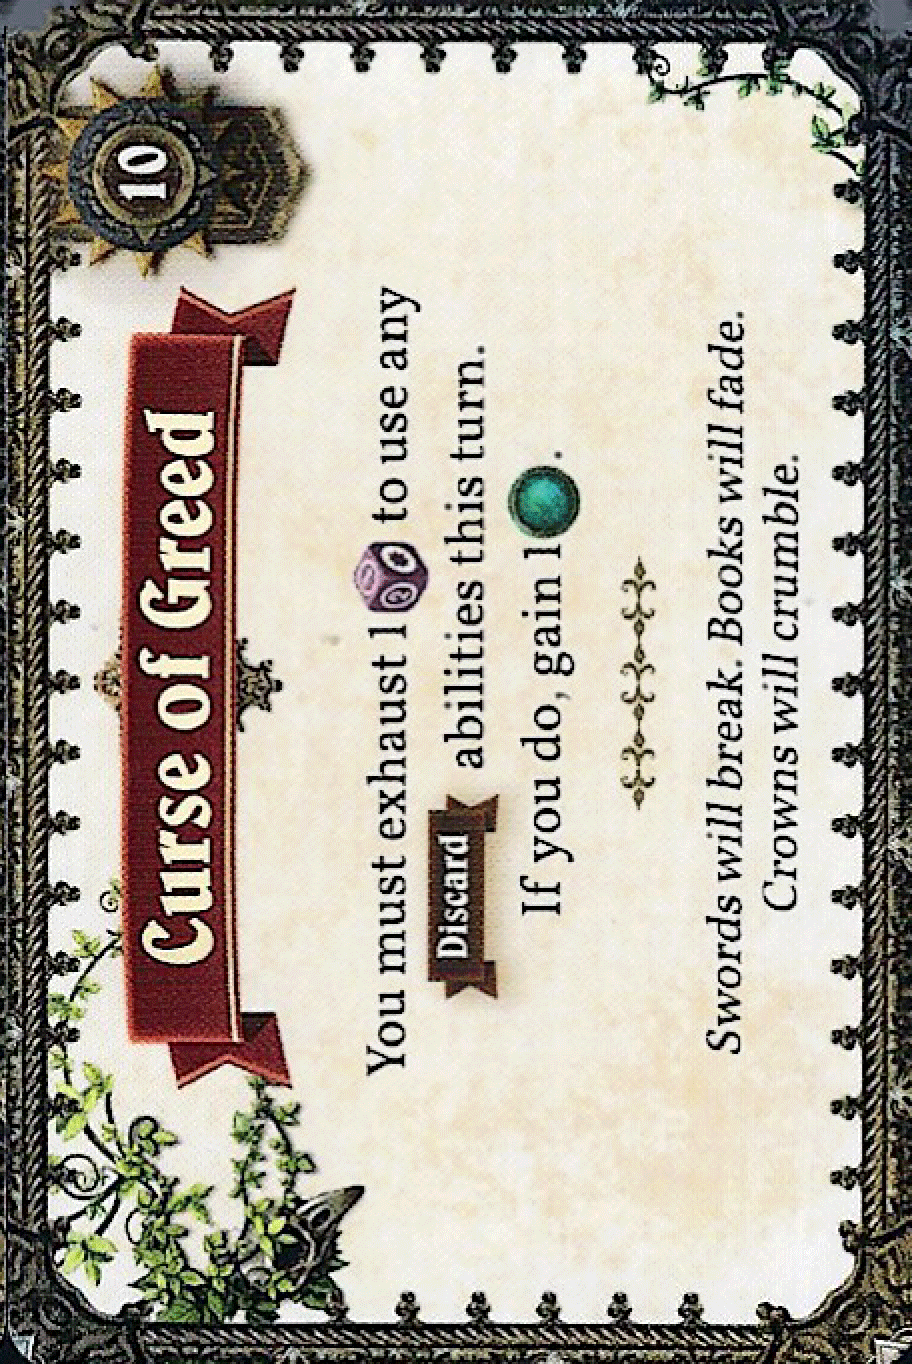 10
Curse of Greed
You must exhaust 1 to use any
Discard abilities this turn.
If you do, gain 1 .
Swords will break. Books will fade.
Crowns will crumble.